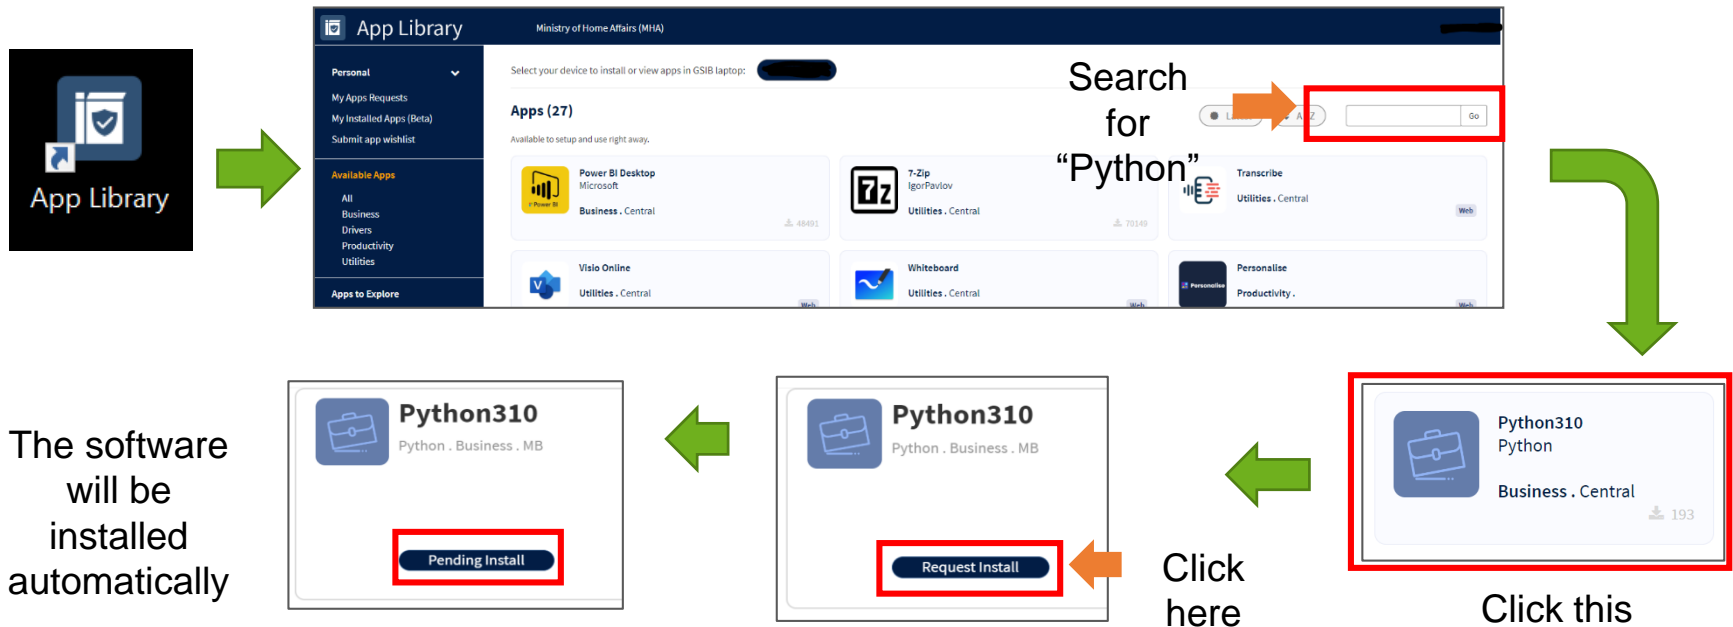 App Library
App Library
Ministry of Home Affairs (MHA)
Personal
My Apps Requests
My Installed Apps (Beta)
Submit app wishlist
Available Apps
All
Business
Drivers
Productivity
Utilities
Apps to Explore
Select your device to install or view apps in GSIB laptop:
Apps (27)
Available to setup and use right away.
Go
Search
for
“Python”
Power BI Desktop
Microsoft
Business . Central
48491
7-Zip
IgorPavlov
Utilities . Central
70149
Transcribe
Utilities . Central
Web
Visio Online
Utilities . Central
Web
Whiteboard
Utilities . Central
Web
Personalise
Productivity .
Web
Python310
Python
Business . Central
193
Click this
Python310
Python . Business . MB
Request Install
Click
here
Python310
Python . Business . MB
Pending Install
The software
will be
installed
automatically